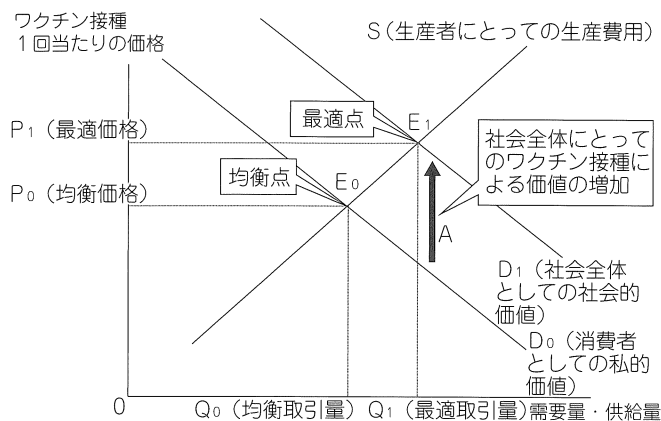 ワクチン接種
1回当たりの価格
S(生産者にとっての生産費用)
最適点
E1
P1(最適価格)
社会全体にとって
のワクチン接種に
よる価値の増加
均衡点
E0
P0(均衡価格)
A
D1(社会全体
としての社会的
価値)
D0(消費者
としての私的
価値)
0
Q0(均衡取引量)
Q1(最適取引量)
需要量・供給量